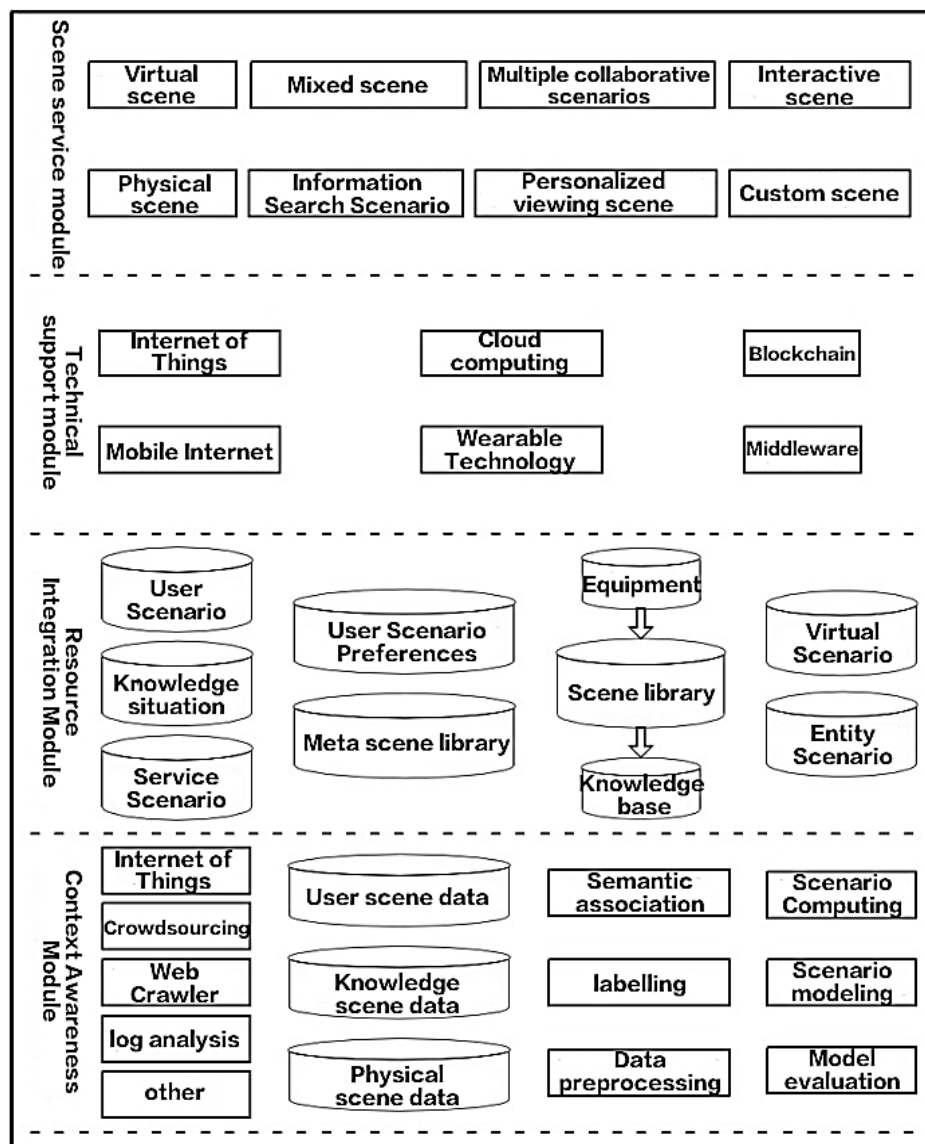 Scene service module
Virtual
scene
Mixed scene
Multiple collaborative
scenarios
Interactive
scene
Physical
scene
Information
Search Scenario
Personalized
viewing scene
Custom scene
Technical
support module
Internet of
Things
Cloud
computing
Blockchain
Mobile Internet
Wearable
Technology
Middleware
Resource
Integration Module
User
Scenario
Knowledge
situation
Service
Scenario
User Scenario
Preferences
Meta scene library
Equipment
Scene library
Knowledge
base
Virtual
Scenario
Entity
Scenario
Context Awareness
Module
Internet of
Things
Crowdsourcing
Web
Crawler
log analysis
other
User scene data
Knowledge
scene data
Physical
scene data
Semantic
association
labelling
Data
preprocessing
Scenario
Computing
Scenario
modeling
Model
evaluation